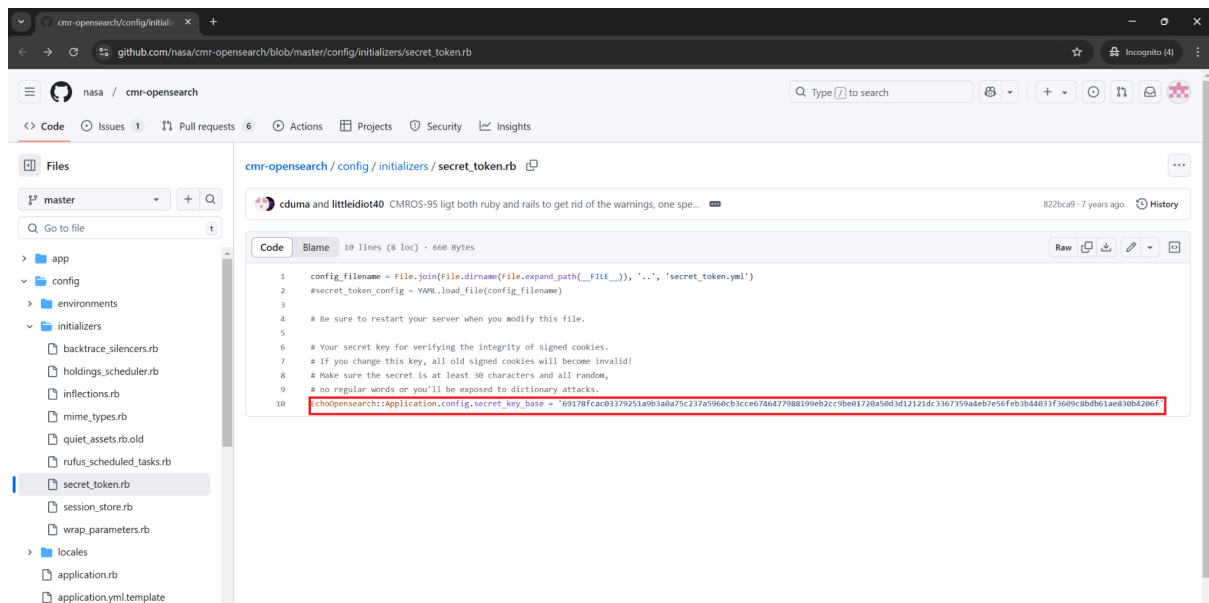 cmr-opensearch/config/initializ
github.com/nasa/cmr-opensearch/blob/master/config/initializers/secret_token.rb
Incognito (4)
nasa / cmr-opensearch
Type / to search
Code
Issues 1
Pull requests 6
Actions
Projects
Security
Insights
Files
master
Go to file
t
app
config
environments
initializers
backtrace_silencers.rb
holdings_scheduler.rb
inflections.rb
mime_types.rb
quiet_assets.rb.old
rufus_scheduled_tasks.rb
secret_token.rb
session_store.rb
wrap_parameters.rb
locales
application.rb
application.yml.template
cmr-opensearch / config / initializers / secret_token.rb
cduma and littleidiot40 CMROS-95 ligt both ruby and rails to get rid of the warnings, one spe...
822bca9 · 7 years ago
History
Code
Blame
10 lines (8 loc) · 660 Bytes
Raw
1 config_filename = File.join(File.dirname(File.expand_path(__FILE__)), '..', 'secret_token.yml')
2 #secret_token_config = YAML.load_file(config_filename)
3
4 # Be sure to restart your server when you modify this file.
5
6 # Your secret key for verifying the integrity of signed cookies.
7 # If you change this key, all old signed cookies will become invalid!
8 # Make sure the secret is at least 30 characters and all random,
9 # no regular words or you'll be exposed to dictionary attacks.
10 EchoOpensearch::Application.config.secret_key_base =